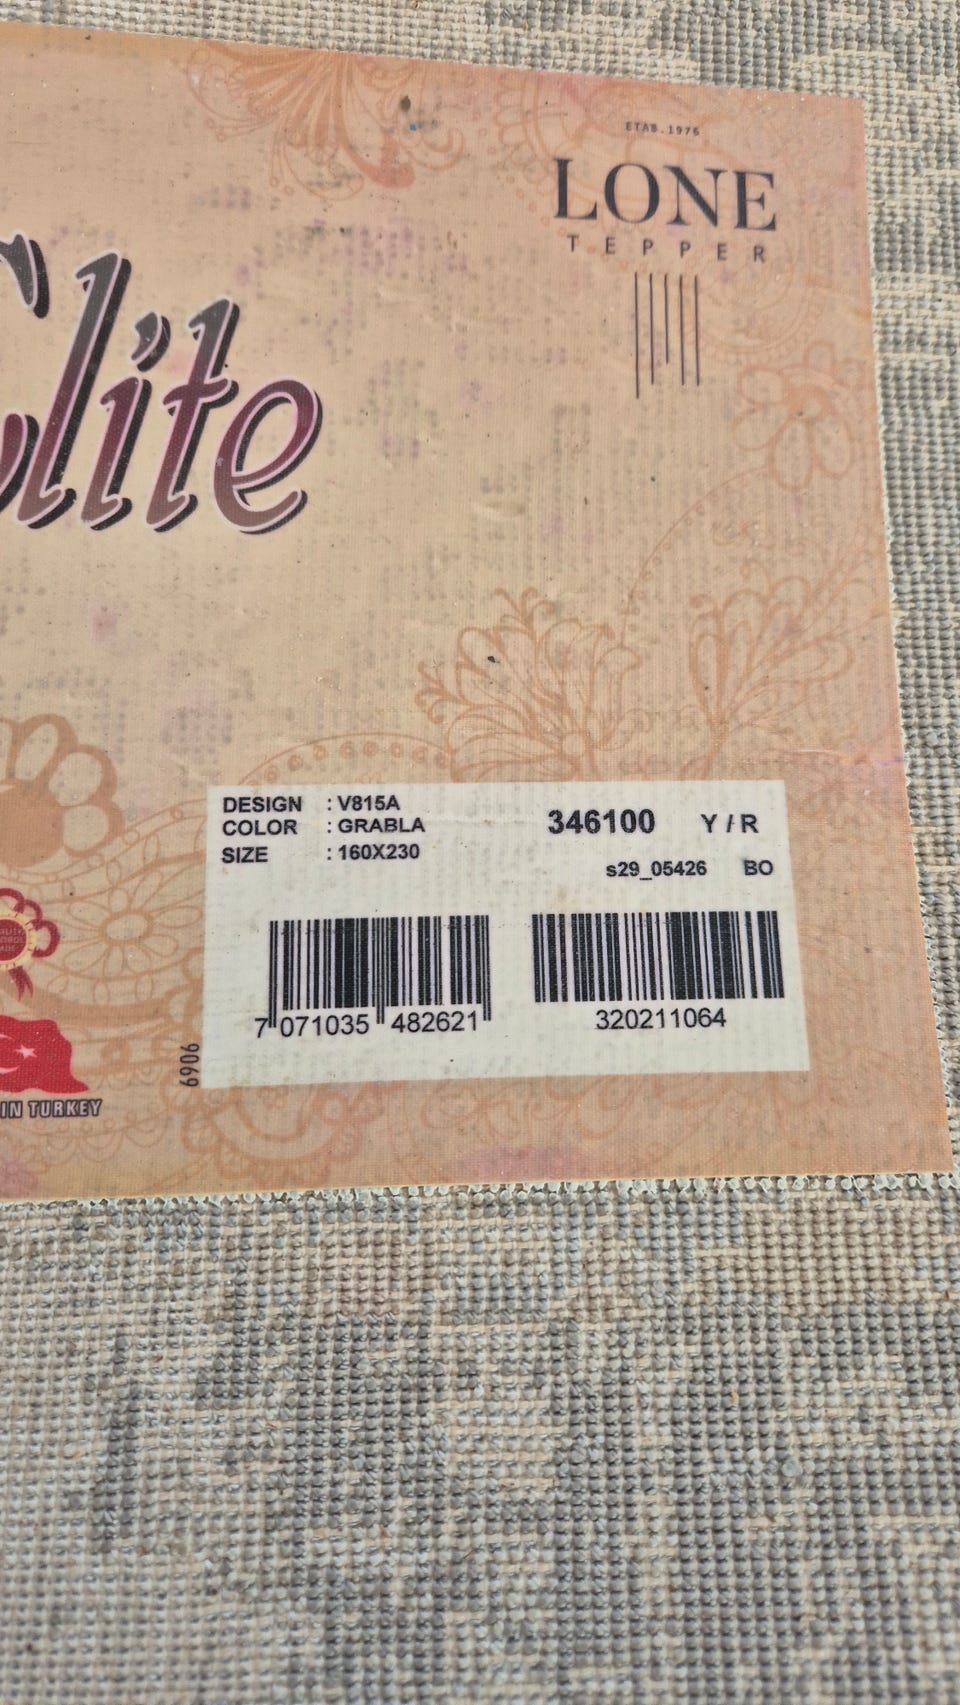 ETAB.1976
LONE
TEPPER
Elite
DESIGN : V815A
COLOR : GRABLA
SIZE : 160X230
346100 Y / R
s29_05426 BO
7 071035 482621
320211064
6906
IN TURKEY